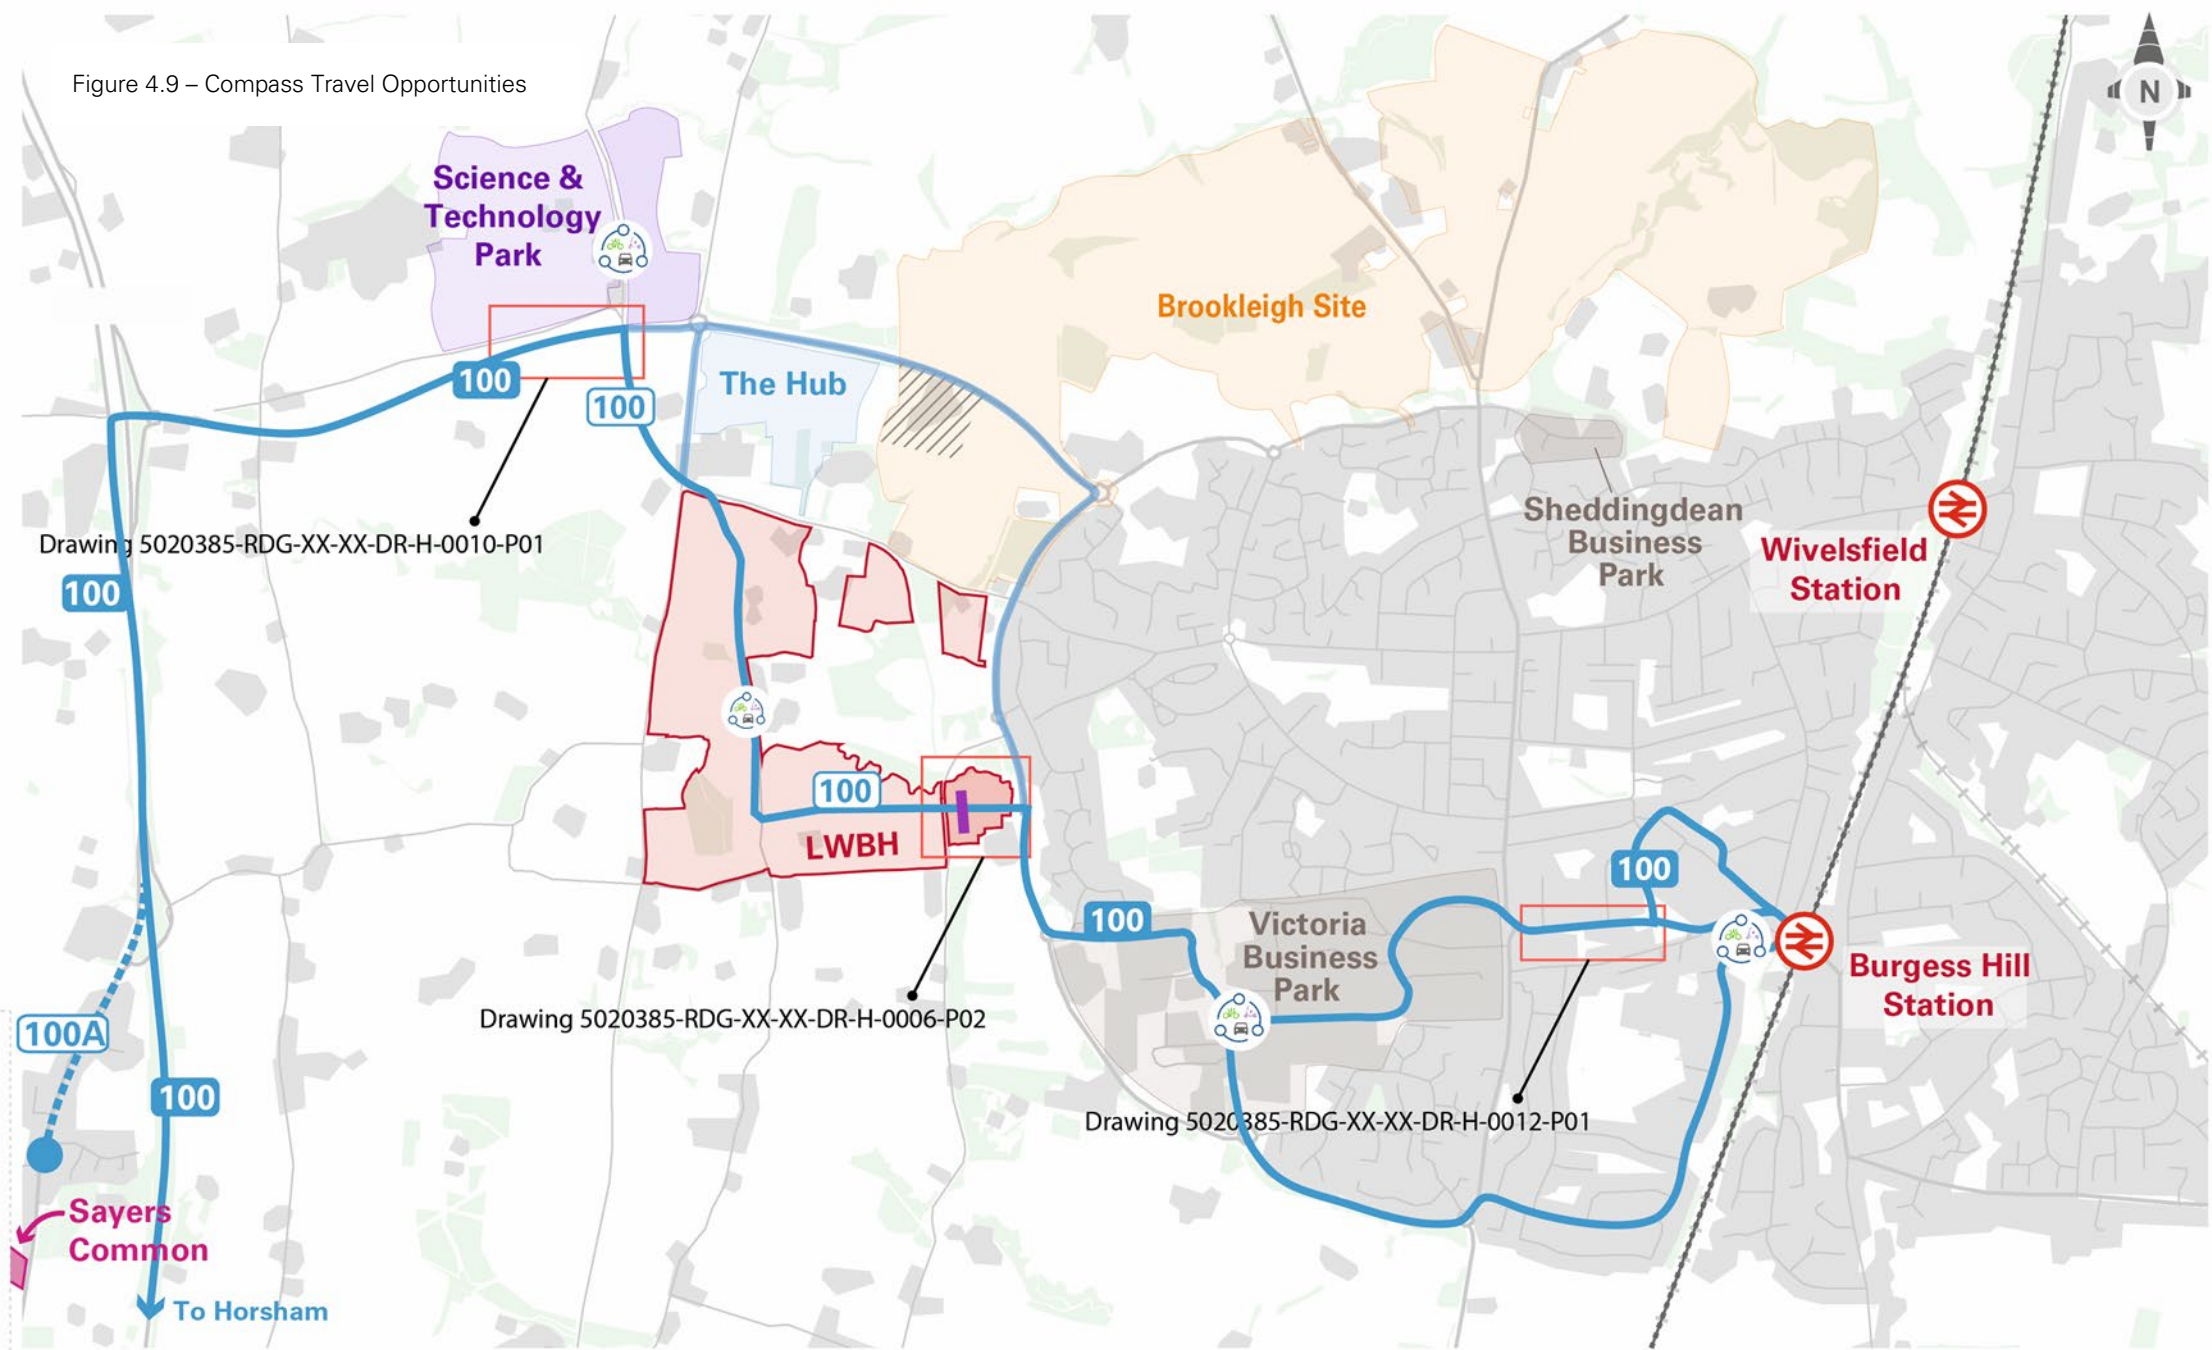 Figure 4.9 – Compass Travel Opportunities
N
Science &
Technology
Park
Brookleigh Site
The Hub
100
100
Sheddingdean
Business
Park
Wivelsfield
Station
Drawing 5020385-RDG-XX-XX-DR-H-0010-P01
100
100
LWBH
100
100
Victoria
Business
Park
Burgess Hill
Station
Drawing 5020385-RDG-XX-XX-DR-H-0006-P02
100A
100
Drawing 5020385-RDG-XX-XX-DR-H-0012-P01
Sayers
Common
To Horsham